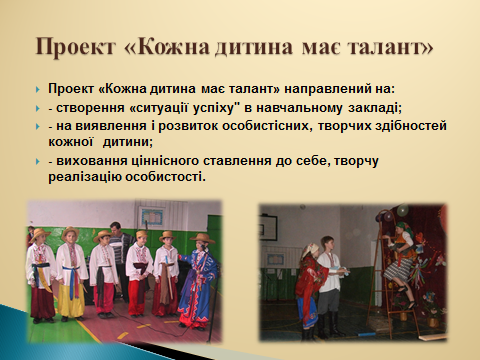 Проект «Кожна дитина має талант»
Проект «Кожна дитина має талант» направлений на:
- створення «ситуації успіху" в навчальному закладі;
- на виявлення і розвиток особистісних, творчих здібностей
кожної дитини;
- виховання ціннісного ставлення до себе, творчу
реалізацію особистості.